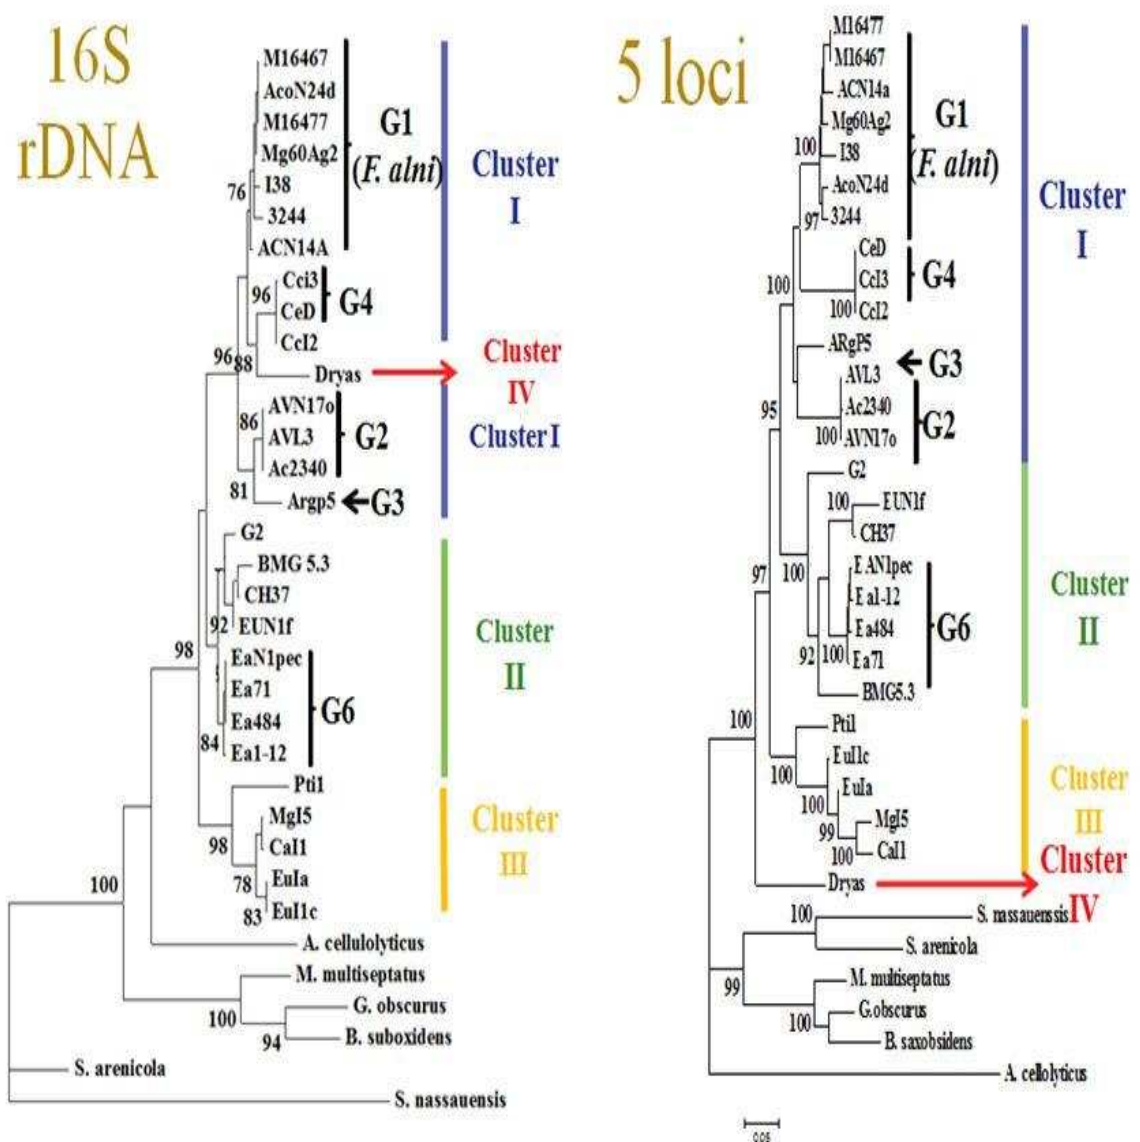 16S
rDNA
M16467
AcoN24d
M16477
Mg60Ag2
I38
3244
ACN14A
76
G1
(F. alni)
Cluster
I
Cci3
CeD
CcI2
96
G4
96
88
Dryas
Cluster
IV
AVN17o
AVL3
Ac2340
86
G2
Cluster I
81
Argp5
G3
G2
BMG 5.3
CH37
EUN1f
92
98
Cluster
II
EaN1pec
Ea71
Ea484
Ea1-12
84
G6
Pti1
MgI5
CaI1
EuIa
EuI1c
98
78
83
Cluster
III
100
A. cellulolyticus
M. multiseptatus
G. obscurus
B. suboxidens
100
94
S. arenicola
S. nassauensis
5 loci
M16477
M16467
ACN14a
Mg60Ag2
I38
AcoN24d
3244
100
97
G1
(F. alni)
Cluster
I
CeD
CcI3
CcI2
100
100
G4
ARgP5
G3
AVL3
Ac2340
AVN17o
95
100
G2
G2
100
EUN1f
CH37
97
100
EAN1pec
Ea1-12
Ea484
Ea71
92
100
G6
BMG5.3
Cluster
II
100
Pti1
EuI1c
EuIa
MgI5
CaI1
100
100
99
100
Cluster
III
Dryas
Cluster
IV
100
S. nassauenssis
S. arenicola
99
M. multiseptatus
G.obscurus
100
B. saxobsidens
A. cellolyticus
0.05